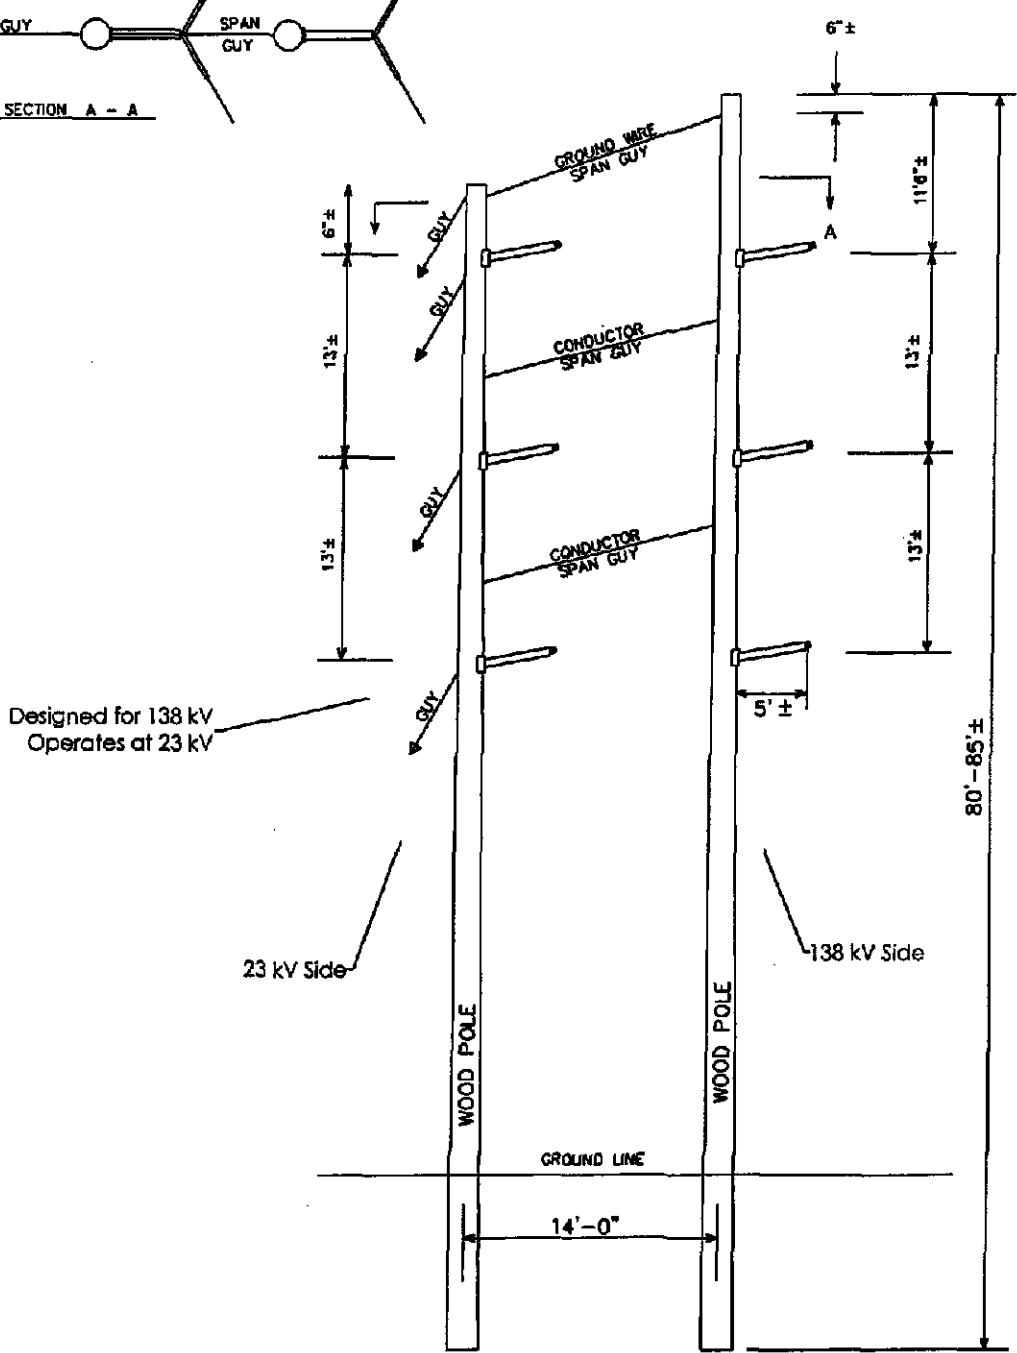 GUY
SPAN
GUY
SECTION A - A
6"±
GROUND WIRE
SPAN GUY
11'6"±
6"±
GUY
A
GUY
CONDUCTOR
SPAN GUY
13'±
13'±
GUY
CONDUCTOR
SPAN GUY
13'±
13'±
GUY
5'±
Designed for 138 kV
Operates at 23 kV
80'-85'±
23 kV Side
138 kV Side
WOOD POLE
WOOD POLE
GROUND LINE
14'-0"